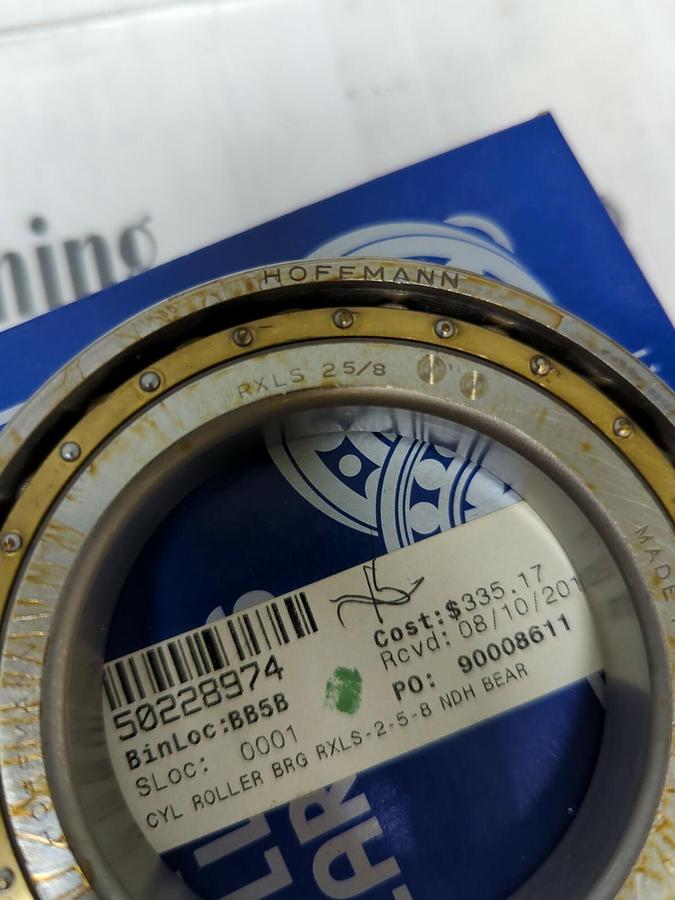 HOFFMANN
RXLS 25/8
MADE
Cost:$335.17
Rcvd: 08/10/201
PO: 90008611
50228974
BinLoc:BB5B
SLoc: 0001
CYL ROLLER BRG RXLS-2-5-8 NDH BEAR